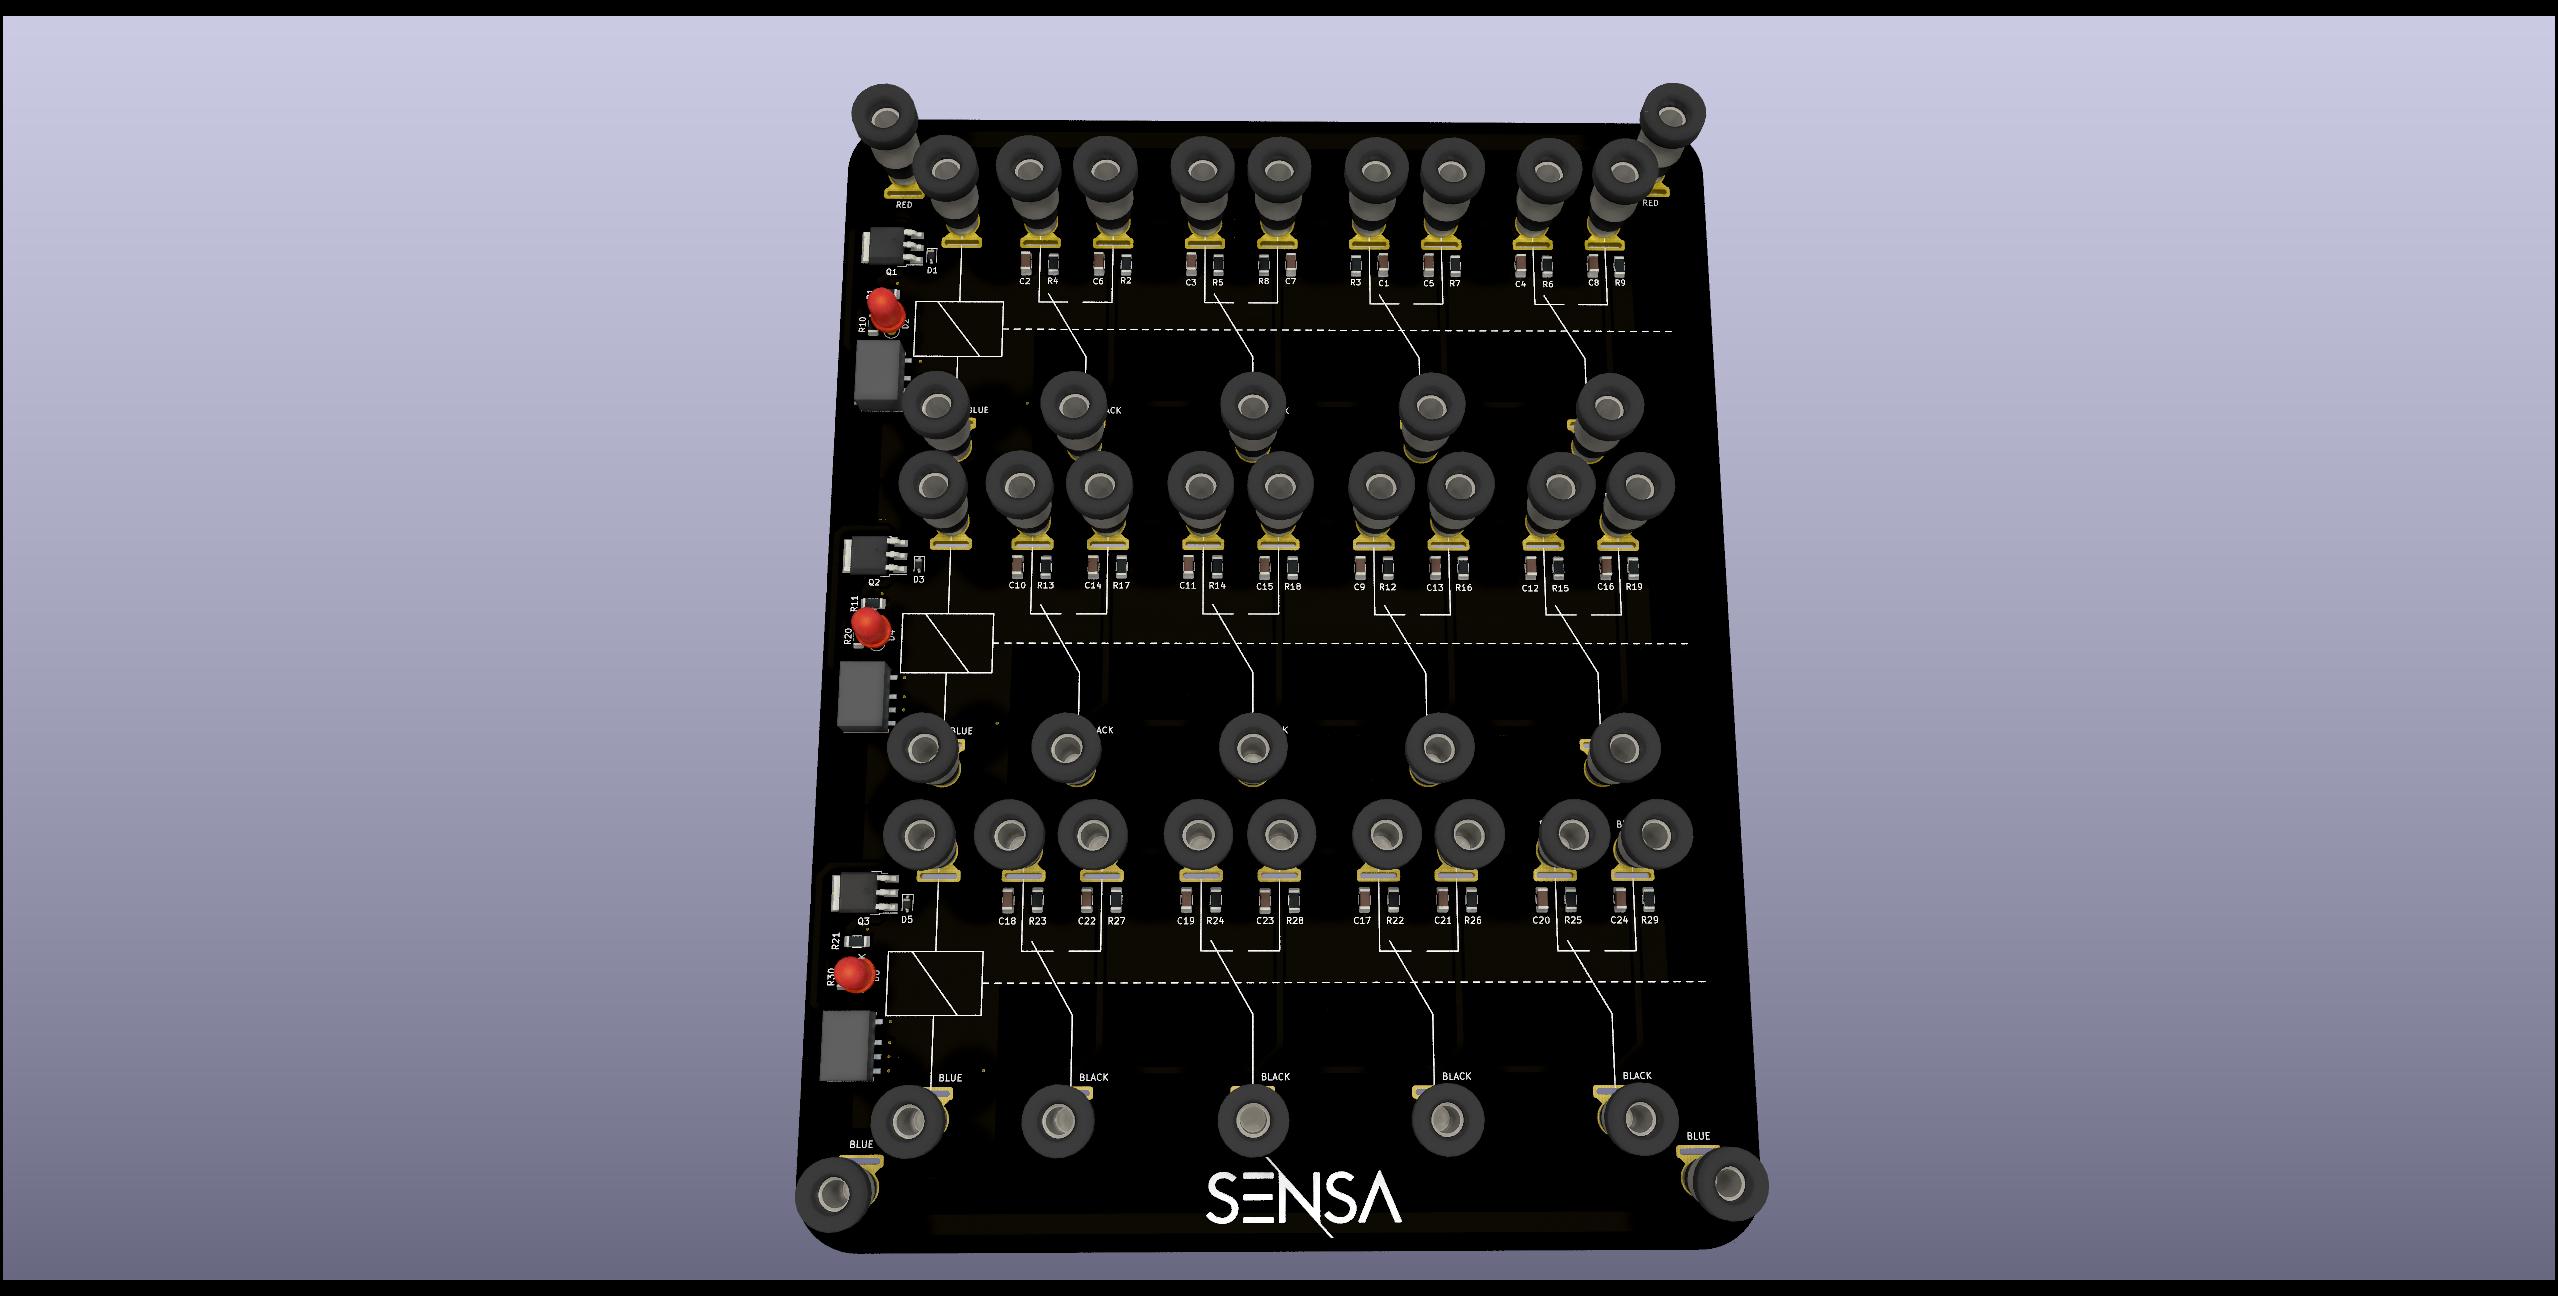 RED RED
Q1 D1 C2 R4 C6 R2 C3 R5 R8 C7 R3 C1 C5 R7 C4 R6 C8 R9
R10
BLUE
Q2 D3 C10 R13 C14 R17 C11 R14 C15 R18 C9 R12 C13 R16 C12 R15 C16 R19
R11
R20
BLUE
Q3 D5 C18 R23 C22 R27 C19 R24 C23 R28 C17 R22 C21 R26 C20 R25 C24 R29
R21
R30
BLUE BLACK BLACK BLACK BLACK
BLUE BLUE
SENSA